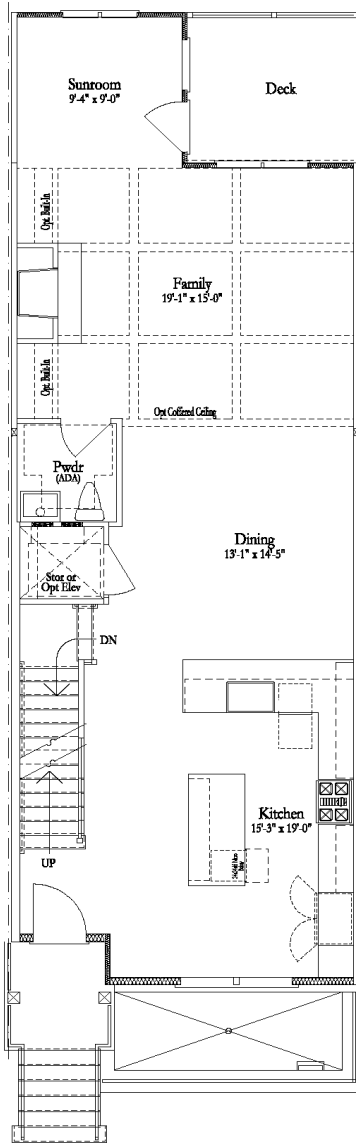 Sunroom
9'-4" x 9'-0"
Deck
Opt Built-In
Family
19'-1" x 15'-0"
Opt Built-In
Opt Coffered Ceiling
Pwdr
(ADA)
Dining
13'-1" x 14'-5"
Stor or
Opt Elev
DN
Kitchen
15'-3" x 19'-0"
UP